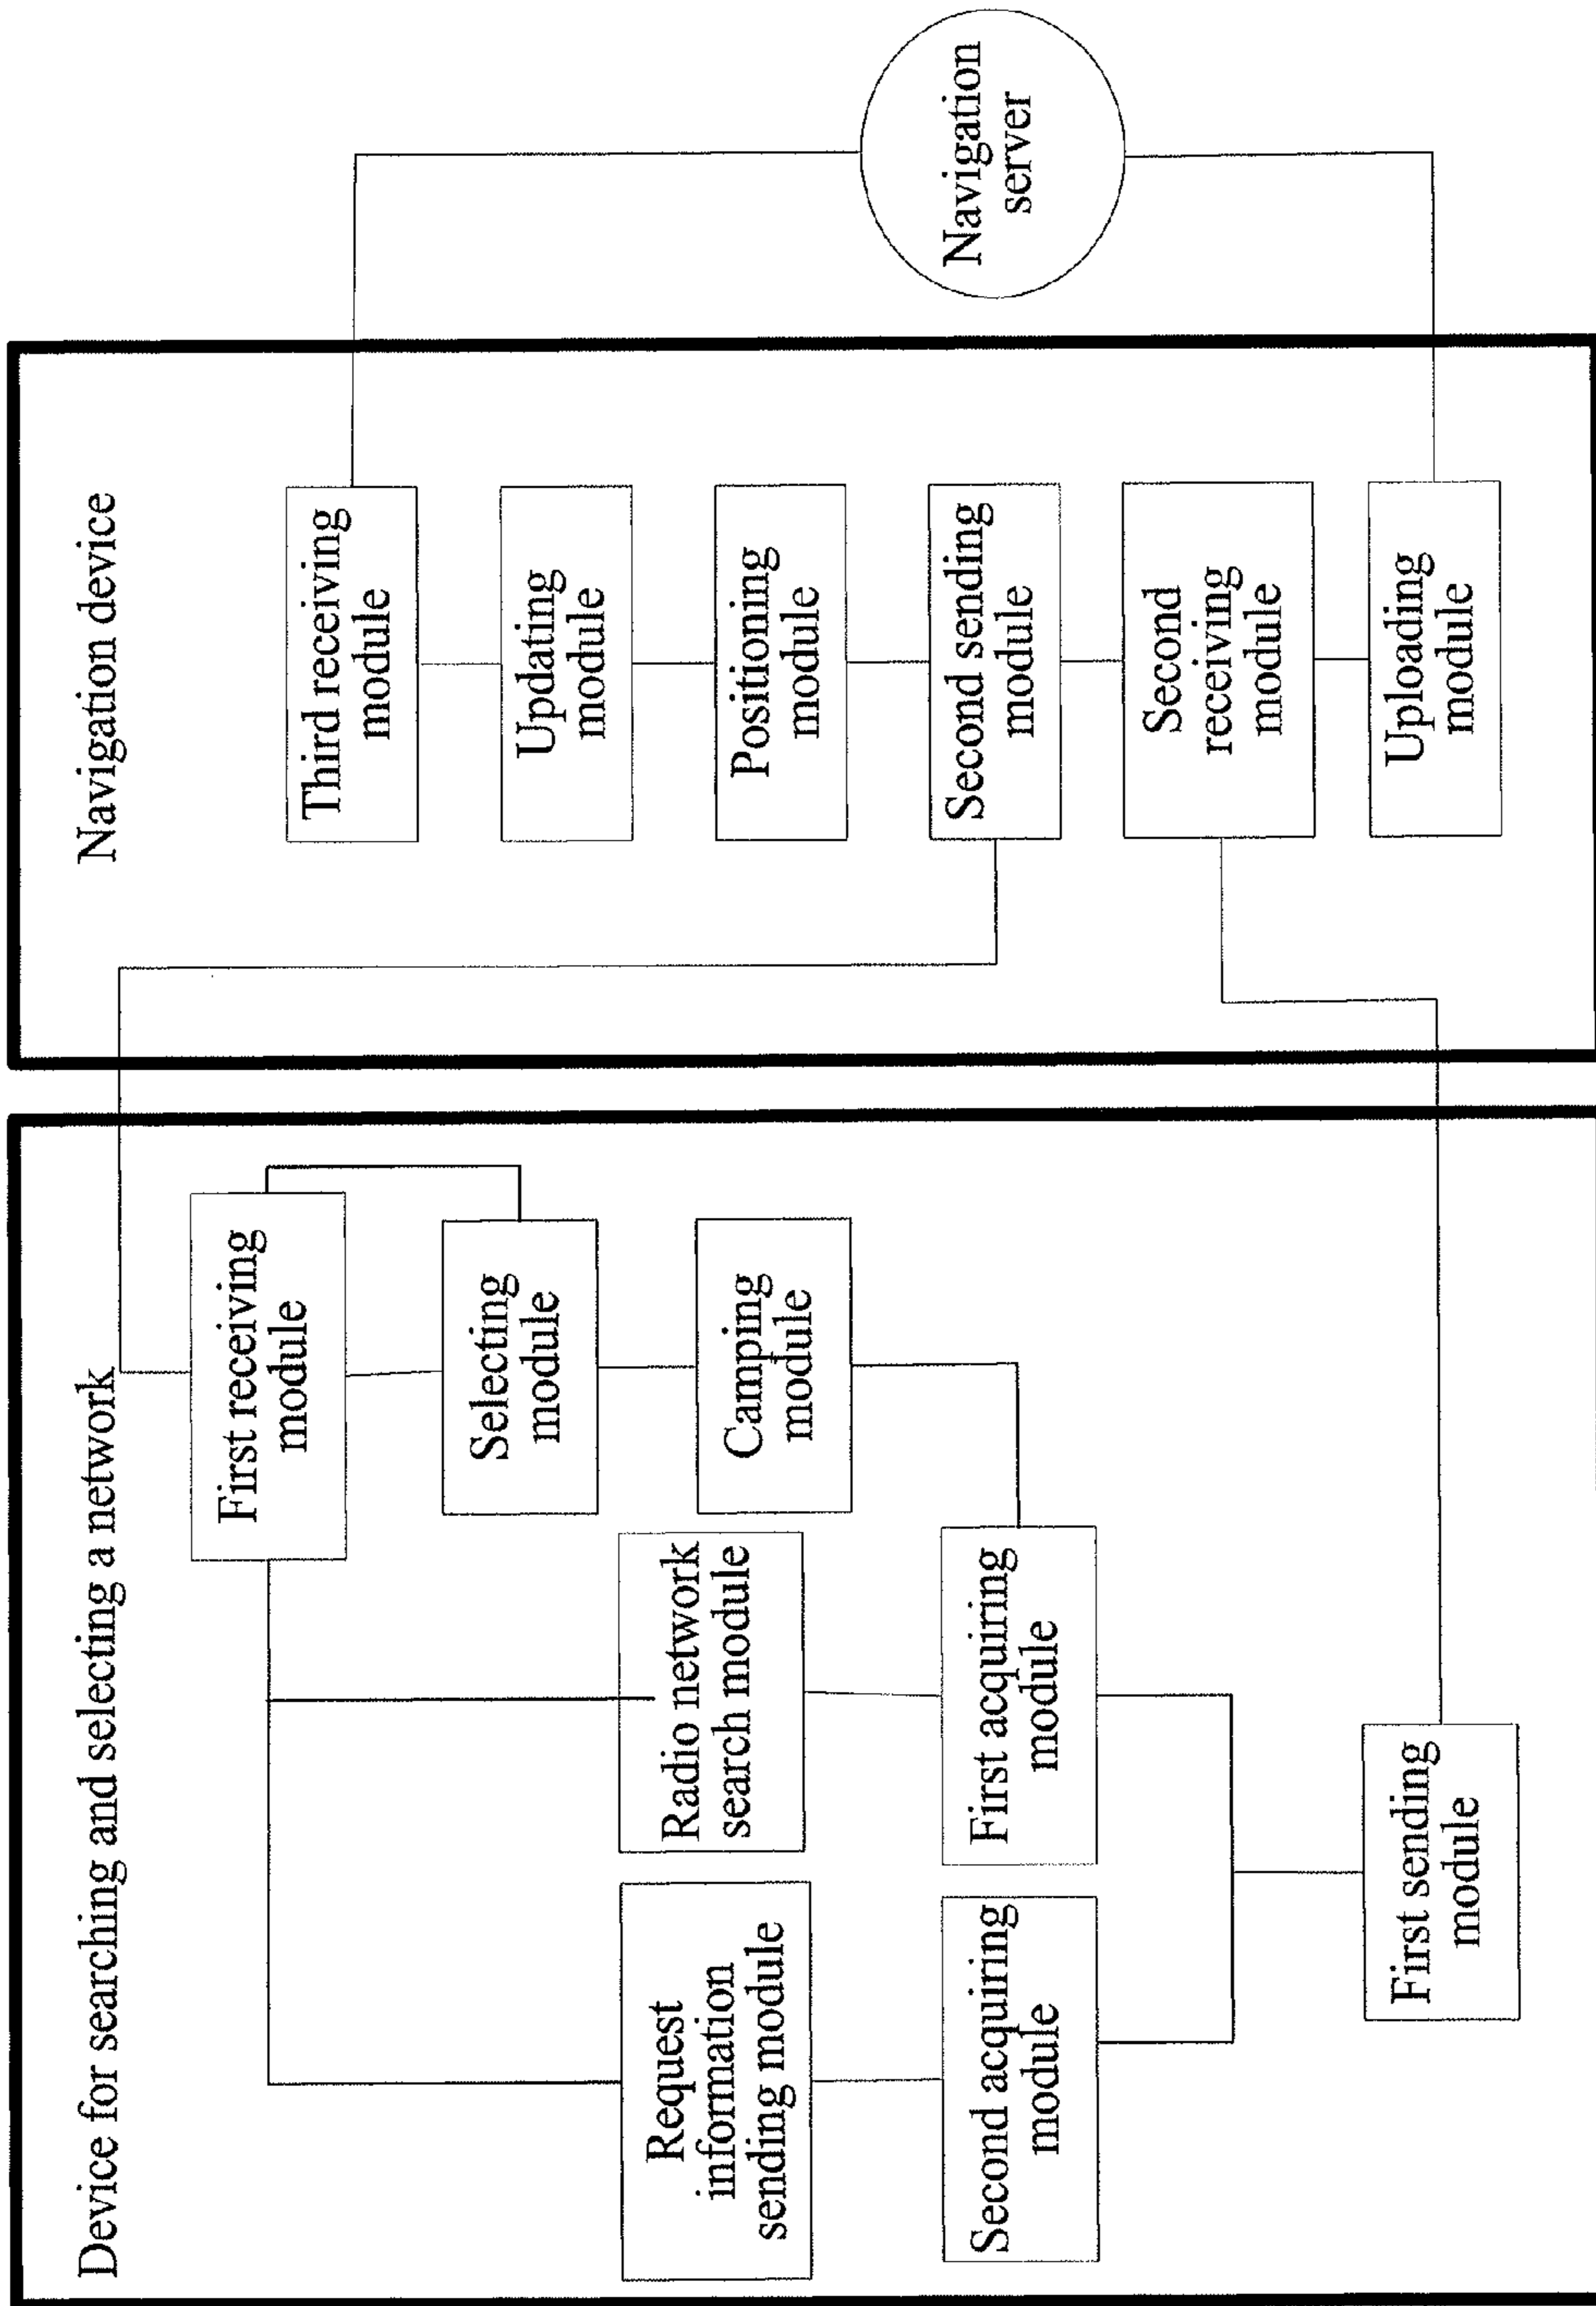 Device for searching and selecting a network
First receiving
module
Selecting
module
Camping
module
Radio network
search module
Request
information
sending module
First acquiring
module
Second acquiring
module
First sending
module
Navigation device
Third receiving
module
Updating
module
Positioning
module
Second sending
module
Second
receiving
module
Uploading
module
Navigation
server